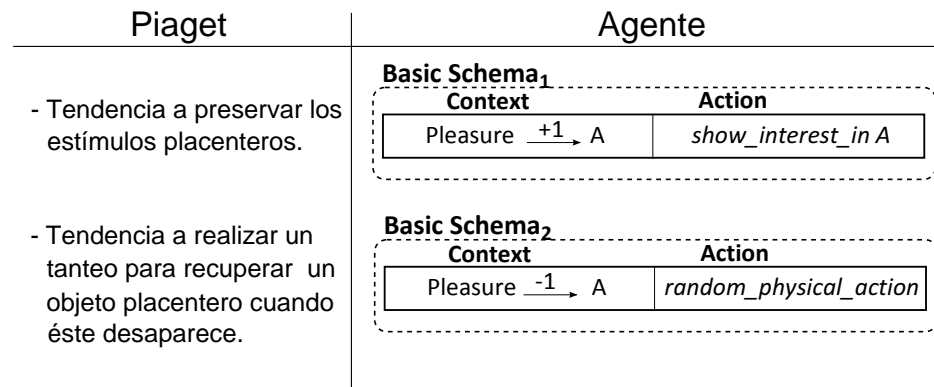 Piaget
Agente
- Tendencia a preservar los
estímulos placenteros.
Basic Schema1
Context
Action
Pleasure +1 A
show_interest_in A
- Tendencia a realizar un
tanteo para recuperar un
objeto placentero cuando
éste desaparece.
Basic Schema2
Context
Action
Pleasure -1 A
random_physical_action